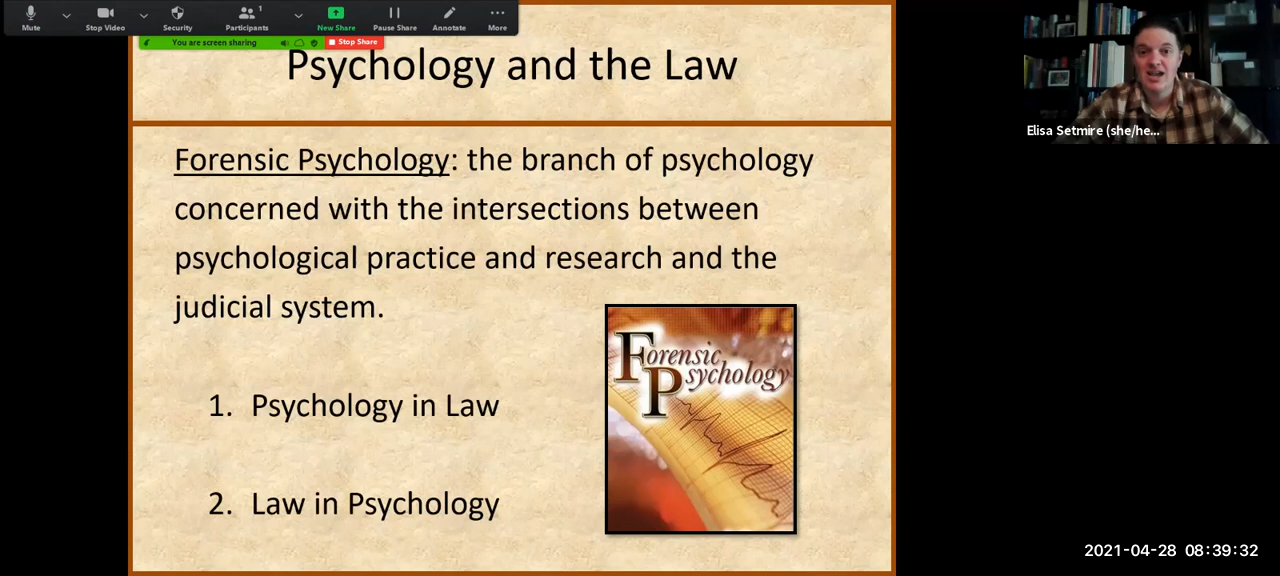 1
Mute
Stop Video
Security
Participants
New Share
Pause Share
Annotate
More
You are screen sharing
Stop Share
Psychology and the Law
Elisa Setmire (she/he...
Forensic Psychology: the branch of psychology
concerned with the intersections between
psychological practice and research and the
judicial system.
Forensic
Psychology
1. Psychology in Law
2. Law in Psychology
2021-04-28 08:39:32